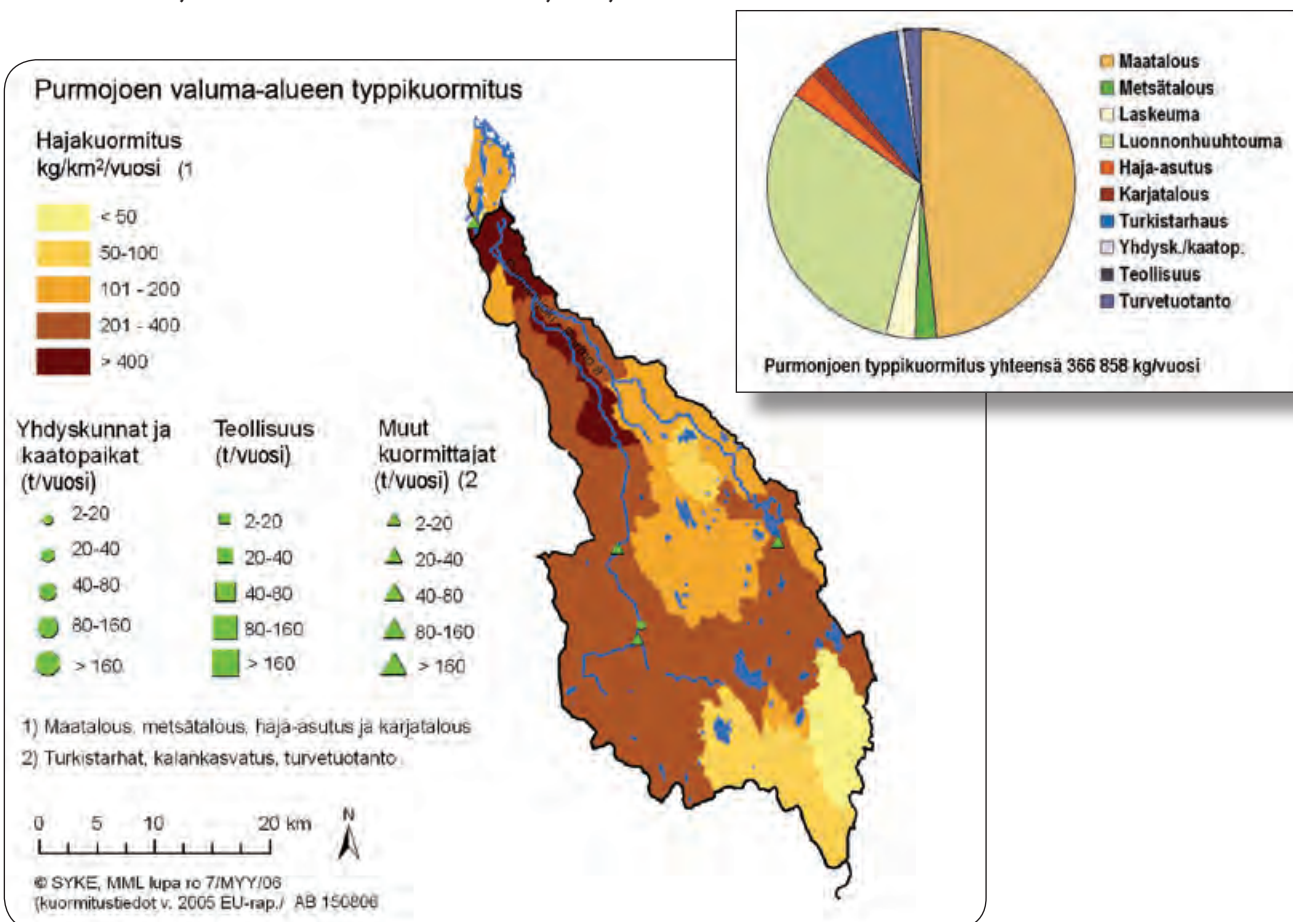 Purmojoen valuma-alueen typpikuormitus
Hajakuormitus
kg/km²/vuosi (1
< 50
50-100
101 - 200
201 - 400
> 400
Yhdyskunnat ja
kaatopaikat
(t/vuosi)
2-20
20-40
40-80
80-160
> 160
Teollisuus
(t/vuosi)
2-20
20-40
40-80
80-160
> 160
Muut
kuormittajat
(t/vuosi) (2
2-20
20-40
40-80
80-160
> 160
1) Maatalous, metsätalous, haja-asutus ja karjatalous
2) Turkistarhat, kalankasvatus, turvetuotanto
0 5 10 20 km
N
© SYKE, MML lupa nro 7/MYY/06
(kuormitustiedot v. 2005 EU-rap./ AB 150806
Maatalous
Metsätalous
Laskeuma
Luonnonhuuhtouma
Haja-asutus
Karjatalous
Turkistarhaus
Yhdysk./kaatop.
Teollisuus
Turvetuotanto
Purmonjoen typpikuormitus yhteensä 366 858 kg/vuosi